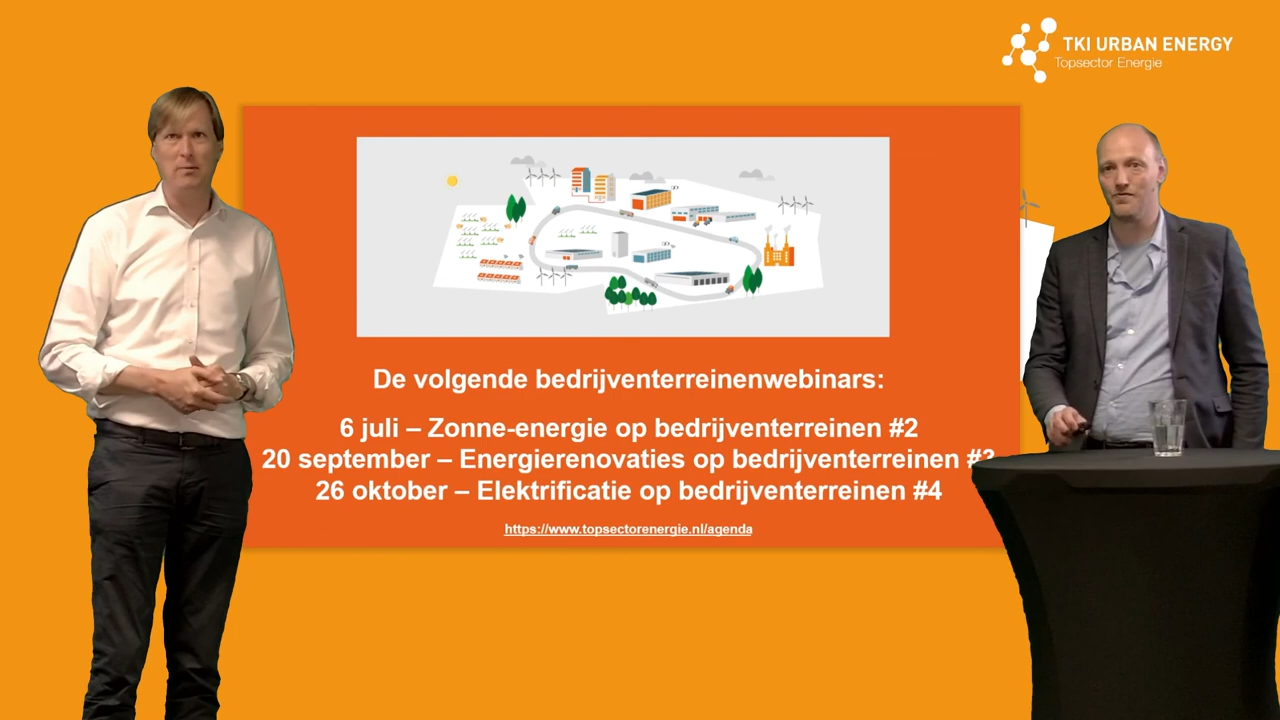 TKI URBAN ENERGY
Topsector Energie
De volgende bedrijventerreinenwebinars:
6 juli – Zonne-energie op bedrijventerreinen #2
20 september – Energierenovaties op bedrijventerreinen #3
26 oktober – Elektrificatie op bedrijventerreinen #4
https://www.topsectorenergie.nl/agenda